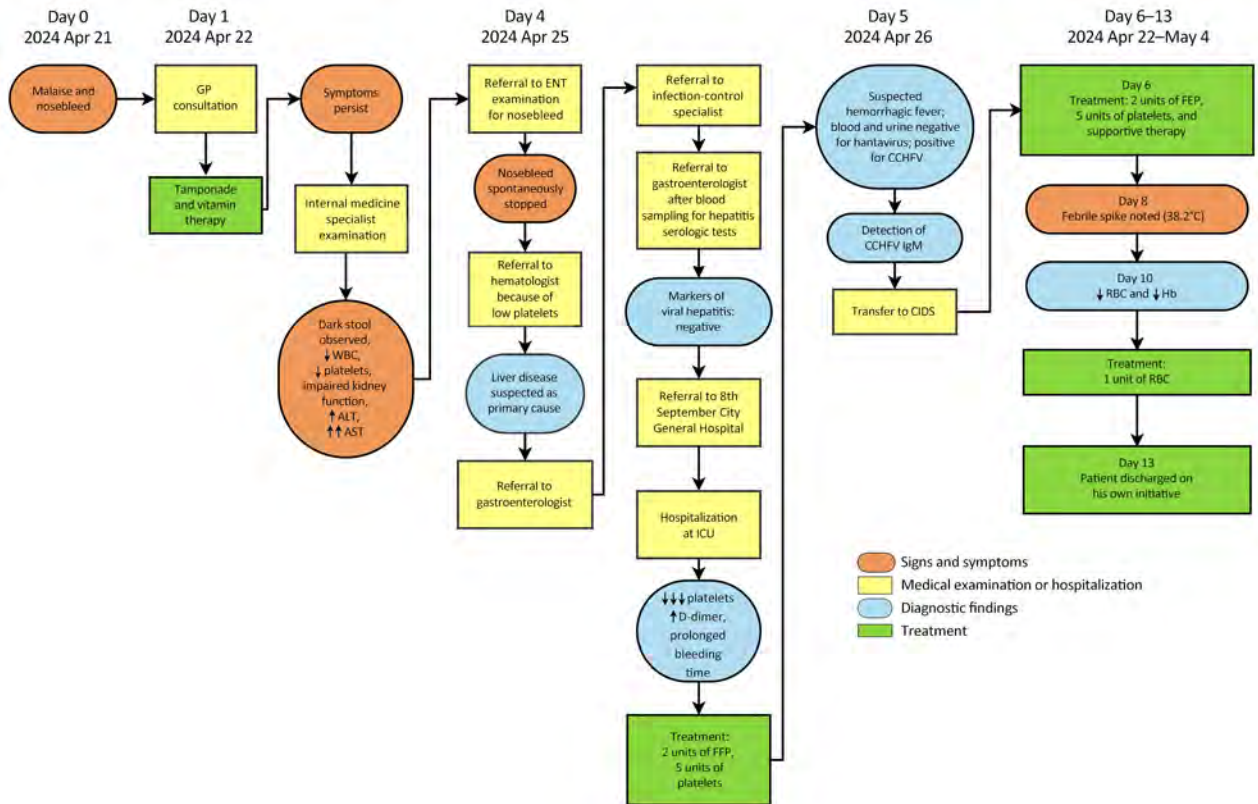 Day 0
2024 Apr 21
Malaise and
nosebleed
Day 1
2024 Apr 22
GP
consultation
Tamponade
and vitamin
therapy
Symptoms
persist
Internal medicine
specialist
examination
Dark stool
observed,
↓ WBC,
↓ platelets,
impaired kidney
function,
↑ ALT,
↑↑ AST
Day 4
2024 Apr 25
Referral to ENT
examination
for nosebleed
Nosebleed
spontaneously
stopped
Referral to
hematologist
because of
low platelets
Liver disease
suspected as
primary cause
Referral to
gastroenterologist
Referral to
infection-control
specialist
Referral to
gastroenterologist
after blood
sampling for hepatitis
serologic tests
Markers of
viral hepatitis:
negative
Referral to 8th
September City
General Hospital
Hospitalization
at ICU
↓↓↓ platelets
↑ D-dimer,
prolonged
bleeding
time
Treatment:
2 units of FFP,
5 units of
platelets
Day 5
2024 Apr 26
Suspected
hemorrhagic fever;
blood and urine negative
for hantavirus; positive
for CCHFV
Detection of
CCHFV IgM
Transfer to CIDS
Day 6–13
2024 Apr 22–May 4
Day 6
Treatment: 2 units of FEP,
5 units of platelets, and
supportive therapy
Day 8
Febrile spike noted (38.2°C)
Day 10
↓ RBC and ↓ Hb
Treatment:
1 unit of RBC
Day 13
Patient discharged on
his own initiative
Signs and symptoms
Medical examination or hospitalization
Diagnostic findings
Treatment